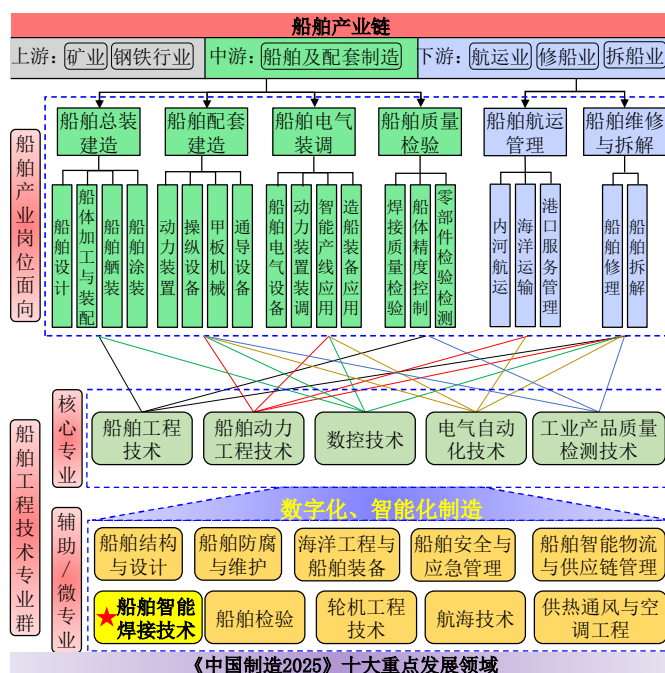 船舶产业链
上游：矿业 钢铁行业 中游：船舶及配套制造 下游：航运业 修船业 拆船业
船舶产业岗位面向
船舶总装
建造
船舶配套
建造
船舶电气
装调
船舶质量
检验
船舶航运
管理
船舶维修
与拆解
船舶设计
船体加工与装配
船舶舾装
船舶涂装
动力装置
操纵设备
甲板机械
通导设备
船舶电气设备
动力装置装调
智能产线应用
造船装备应用
焊接质量检验
船体精度控制
零部件检验检测
内河航运
海洋运输
港口服务管理
船舶修理
船舶拆解
船舶工程技术专业群
核心专业
船舶工程
技术
船舶动力
工程技术
数控技术
电气自动
化技术
工业产品质量
检测技术
数字化、智能化制造
辅助/微专业
船舶结构
与设计
船舶防腐
与维护
海洋工程与
船舶装备
船舶安全与
应急管理
船舶智能物流
与供应链管理
★船舶智能
焊接技术
船舶检验
轮机工程
技术
航海技术
供热通风与
空调工程
《中国制造2025》十大重点发展领域